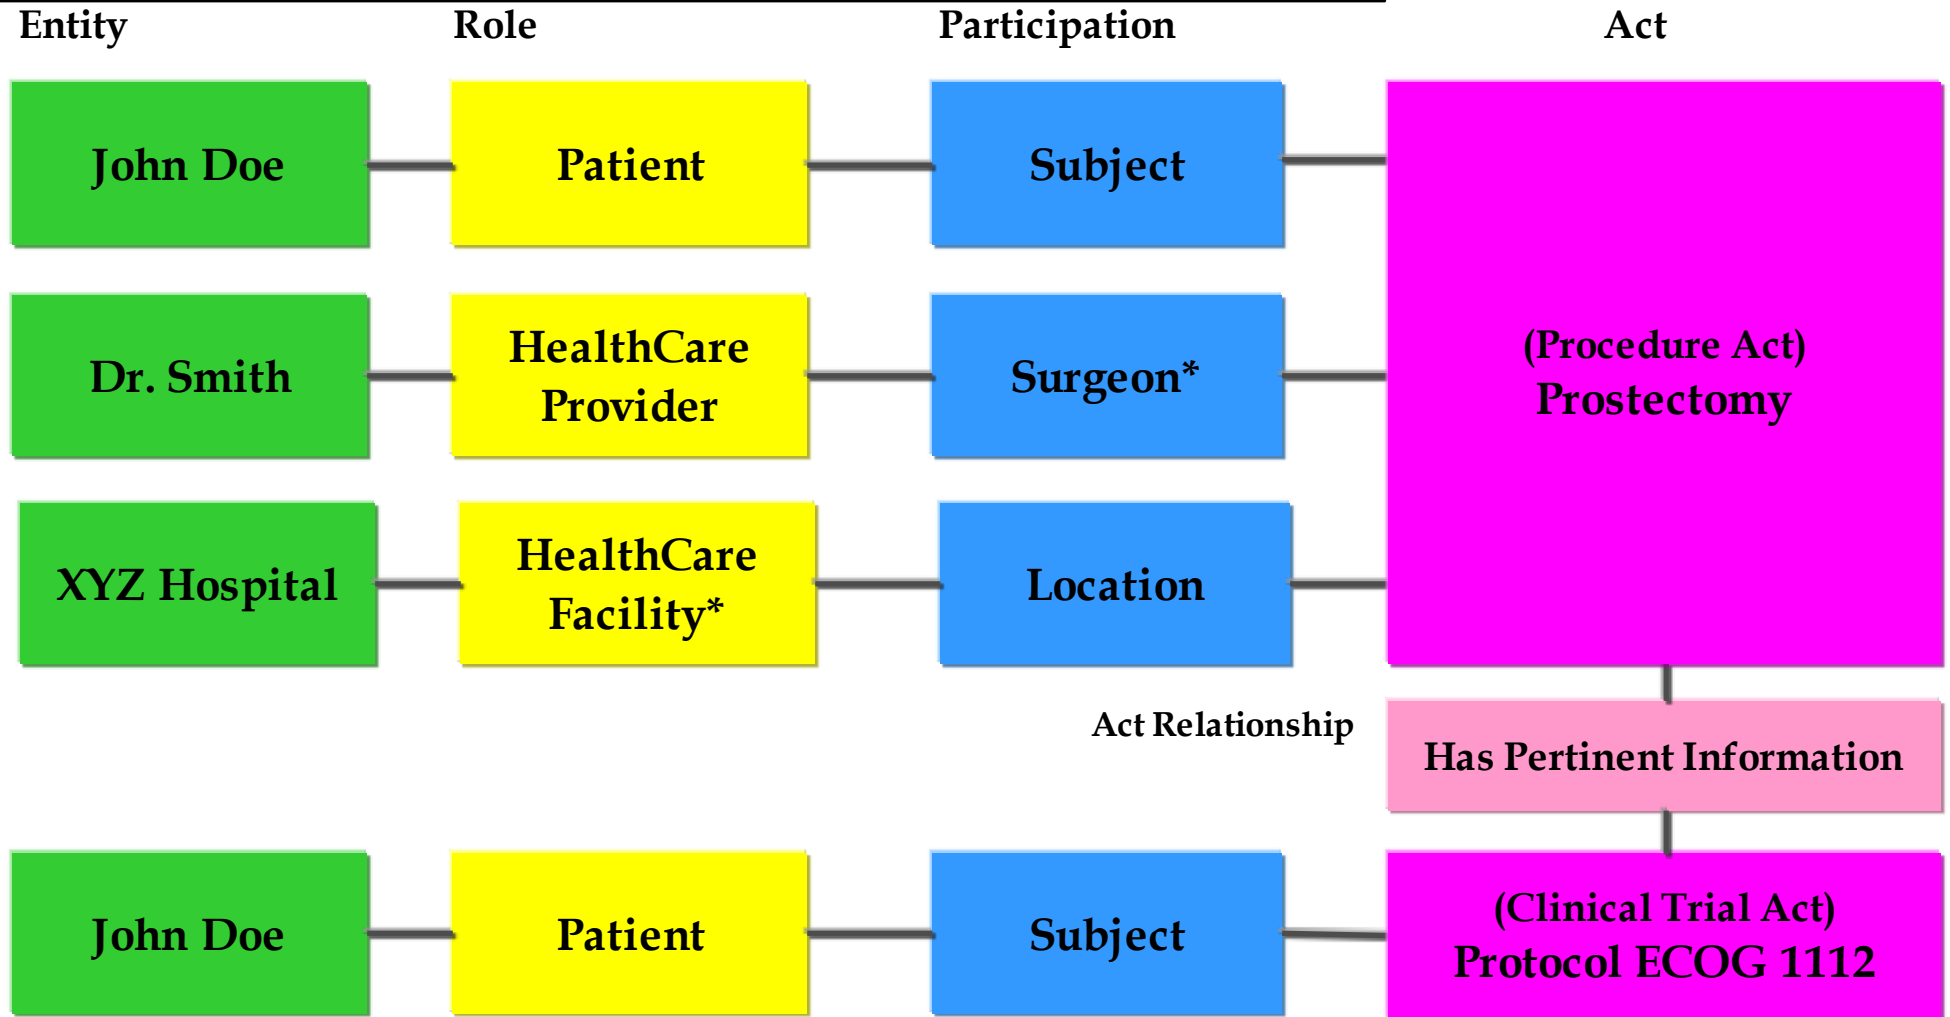 Entity Role Participation Act
John Doe Patient Subject
Dr. Smith
HealthCare
Provider
Surgeon*
(Procedure Act)
Prostectomy
XYZ Hospital
HealthCare
Facility*
Location
Act Relationship
Has Pertinent Information
John Doe Patient Subject
(Clinical Trial Act)
Protocol ECOG 1112